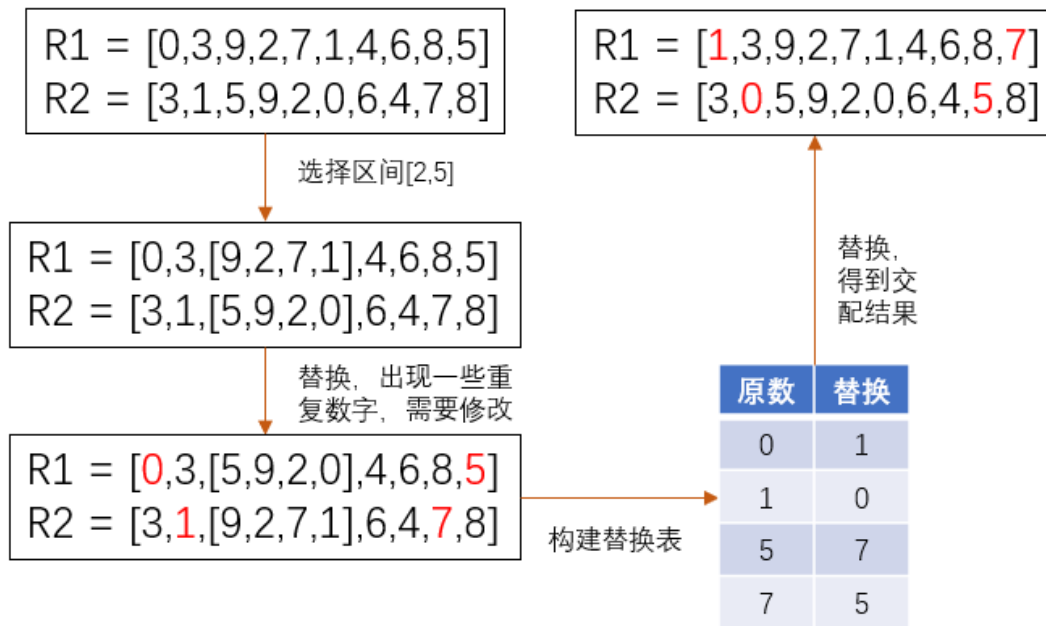 R1 = [0,3,9,2,7,1,4,6,8,5]
R2 = [3,1,5,9,2,0,6,4,7,8]
选择区间[2,5]
R1 = [0,3,[9,2,7,1],4,6,8,5]
R2 = [3,1,[5,9,2,0],6,4,7,8]
替换，出现一些重
复数字，需要修改
R1 = [0,3,[5,9,2,0],4,6,8,5]
R2 = [3,1,[9,2,7,1],6,4,7,8]
构建替换表
原数 替换
0 1
1 0
5 7
7 5
替换，
得到交
配结果
R1 = [1,3,9,2,7,1,4,6,8,7]
R2 = [3,0,5,9,2,0,6,4,5,8]